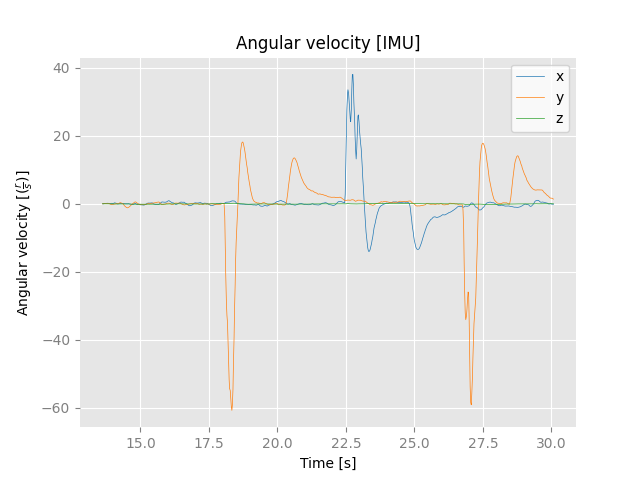 Angular velocity [IMU]
x
y
z
40
20
0
−20
−40
−60
Angular velocity [(r/s)]
15.0 17.5 20.0 22.5 25.0 27.5 30.0
Time [s]